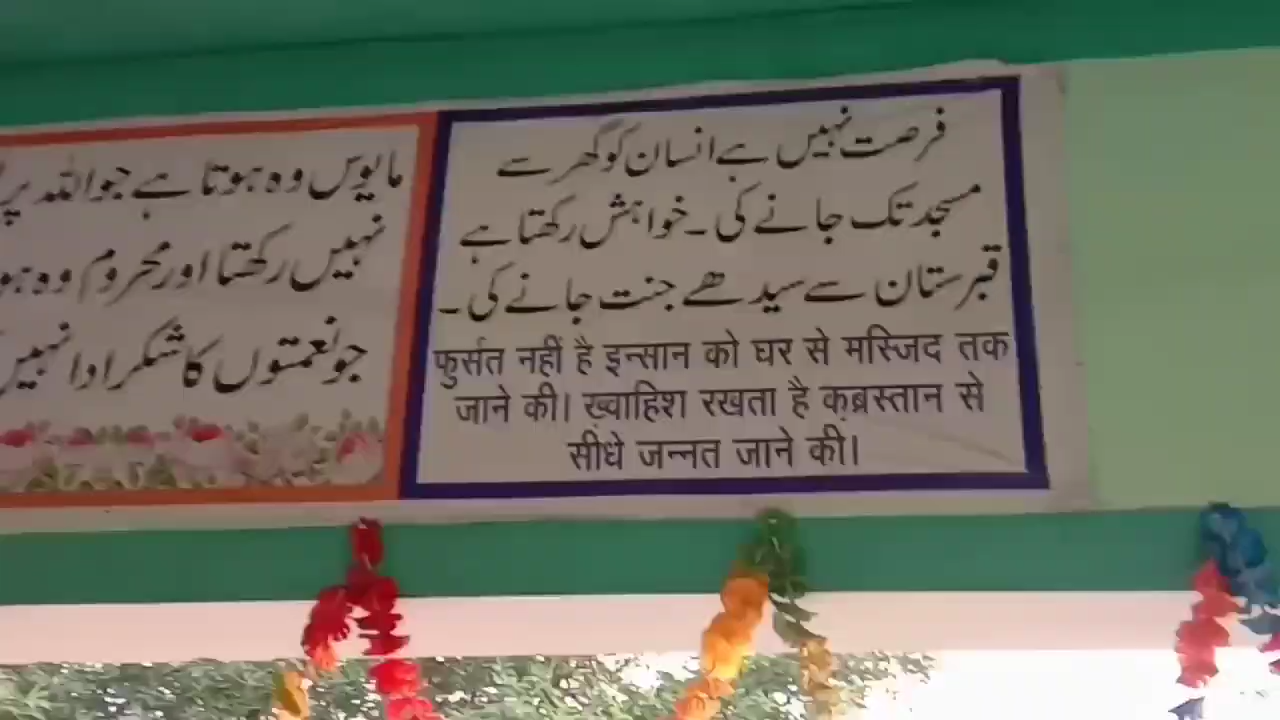 فرصت نہیں ہے انسان کو گھر سے
مسجد تک جانے کی ۔ خواہش رکھتا ہے
قبرستان سے سیدھے جنت جانے کی ۔
फुर्सत नहीं है इन्सान को घर से मस्जिद तक
जाने की। ख़्वाहिश रखता है क़ब्रस्तान से
सीधे जन्नत जाने की।
مایوس وہ ہوتا ہے جو اللہ پر
نہیں رکھتا اور محروم وہ
جو نعمتوں کا شکر ادا نہیں